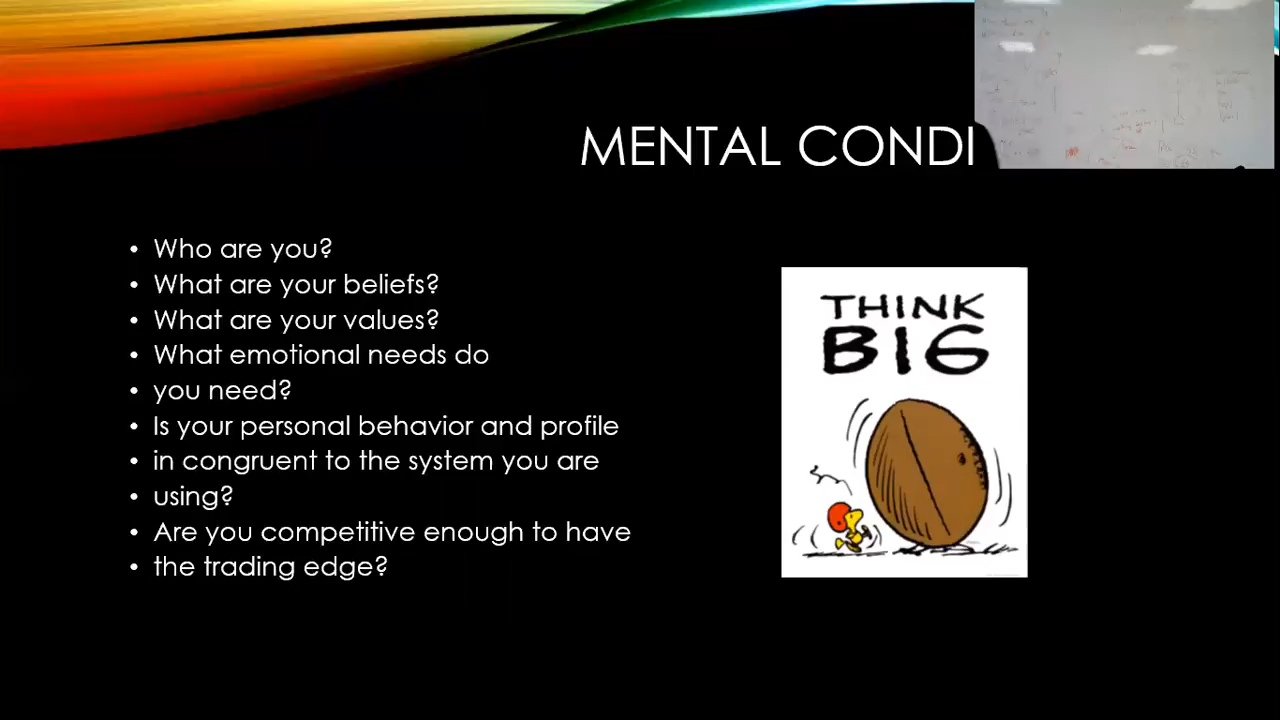 MENTAL CONDI
• Who are you?
• What are your beliefs?
• What are your values?
• What emotional needs do
• you need?
• Is your personal behavior and profile
• in congruent to the system you are
• using?
• Are you competitive enough to have
• the trading edge?
THINK
BIG